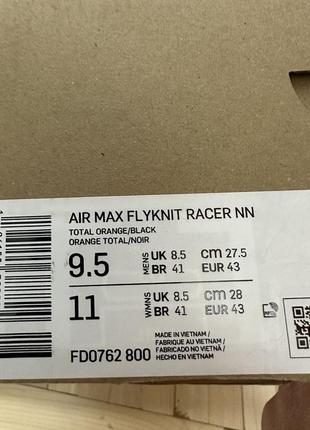 AIR MAX FLYKNIT RACER NN
TOTAL ORANGE/BLACK
ORANGE TOTAL/NOIR
9.5 MENS UK 8.5 CM 27.5
BR 41 EUR 43
11 WMNS UK 8.5 CM 28
BR 41 EUR 43
MADE IN VIETNAM /
FABRIQUE AU VIETNAM /
FABRICADO NO VIETNÃ /
HECHO EN VIETNAM
FD0762 800